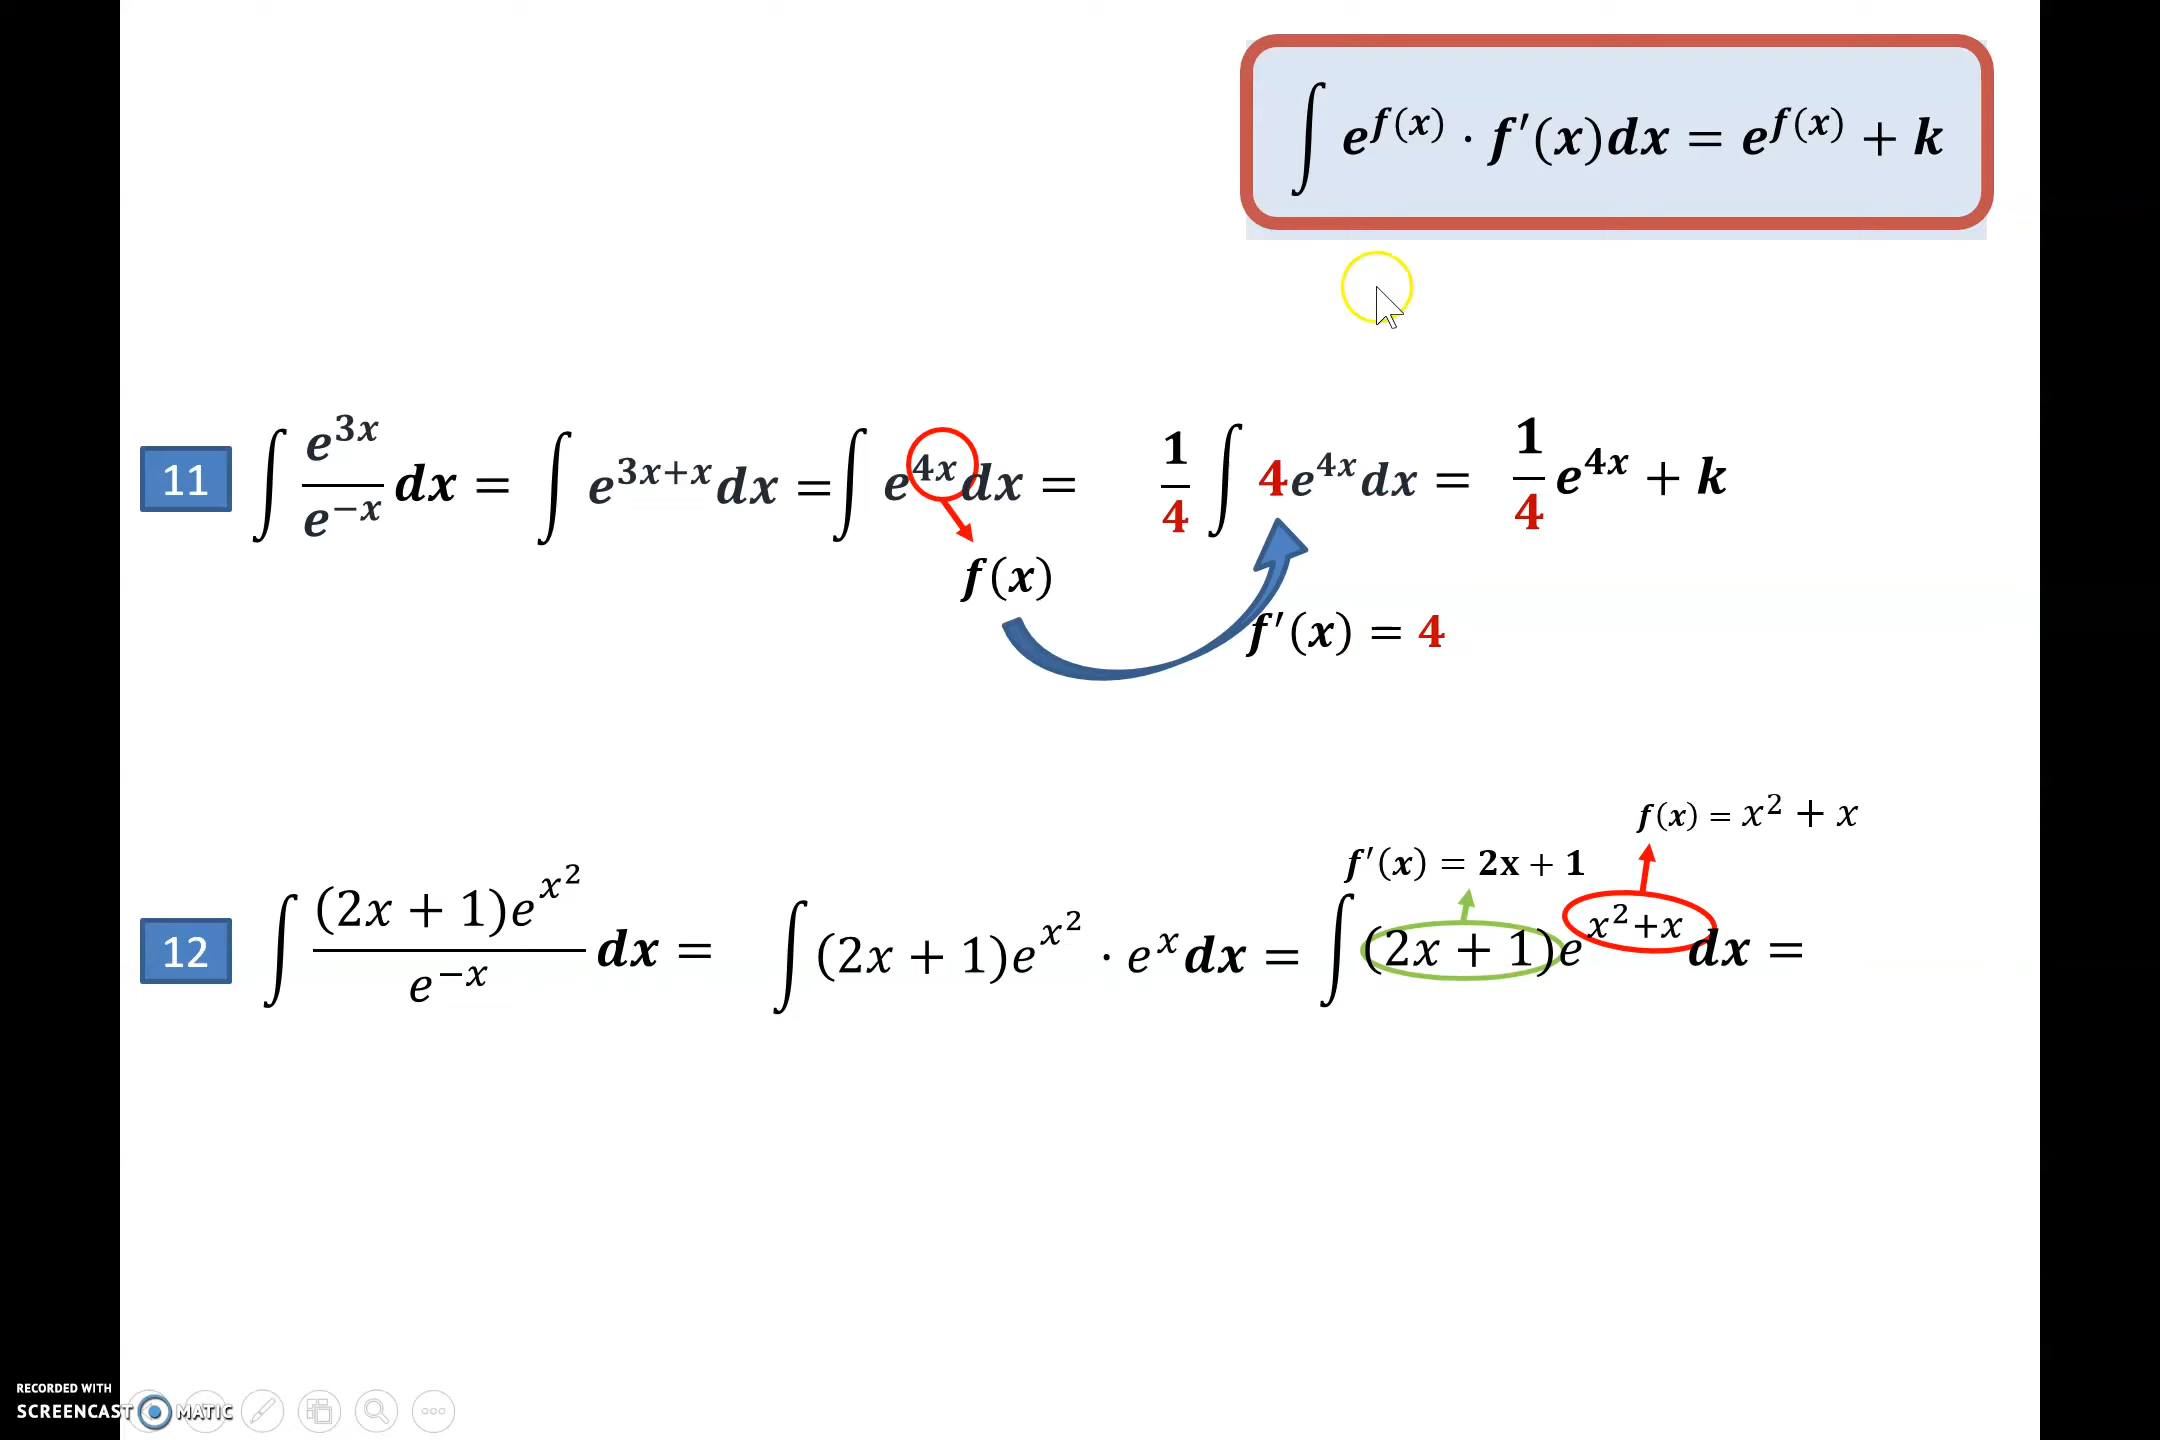 ∫ e^{f(x)} · f′(x)dx = e^{f(x)} + k
11 ∫ e^{3x}/e^{−x} dx = ∫ e^{3x+x}dx = ∫ e^{4x}dx = 1/4 ∫ 4e^{4x}dx = 1/4 e^{4x} + k
f(x)
f′(x) = 4
f(x) = x² + x
f′(x) = 2x + 1
12 ∫ (2x + 1)e^{x²}/e^{−x} dx = ∫ (2x + 1)e^{x²} · e^{x}dx = ∫ (2x + 1)e^{x²+x}dx =
RECORDED WITH
SCREENCAST MATIC